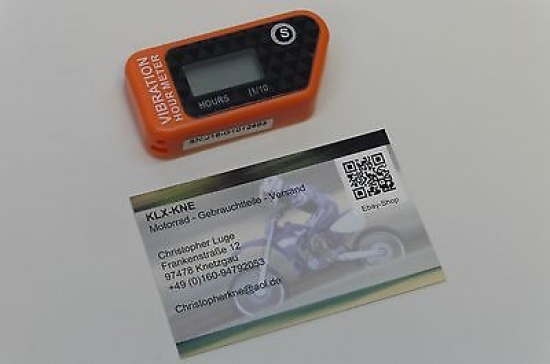 S
HOURS I1/10
VIBRATION
HOUR METER
KLX-KNE
Motorrad - Gebrauchtteile - Versand
Christopher Luge
Frankenstraße 12
97478 Knetzgau
+49 (0)160-94792053
Christopherkne@aol.de
Ebay-Shop